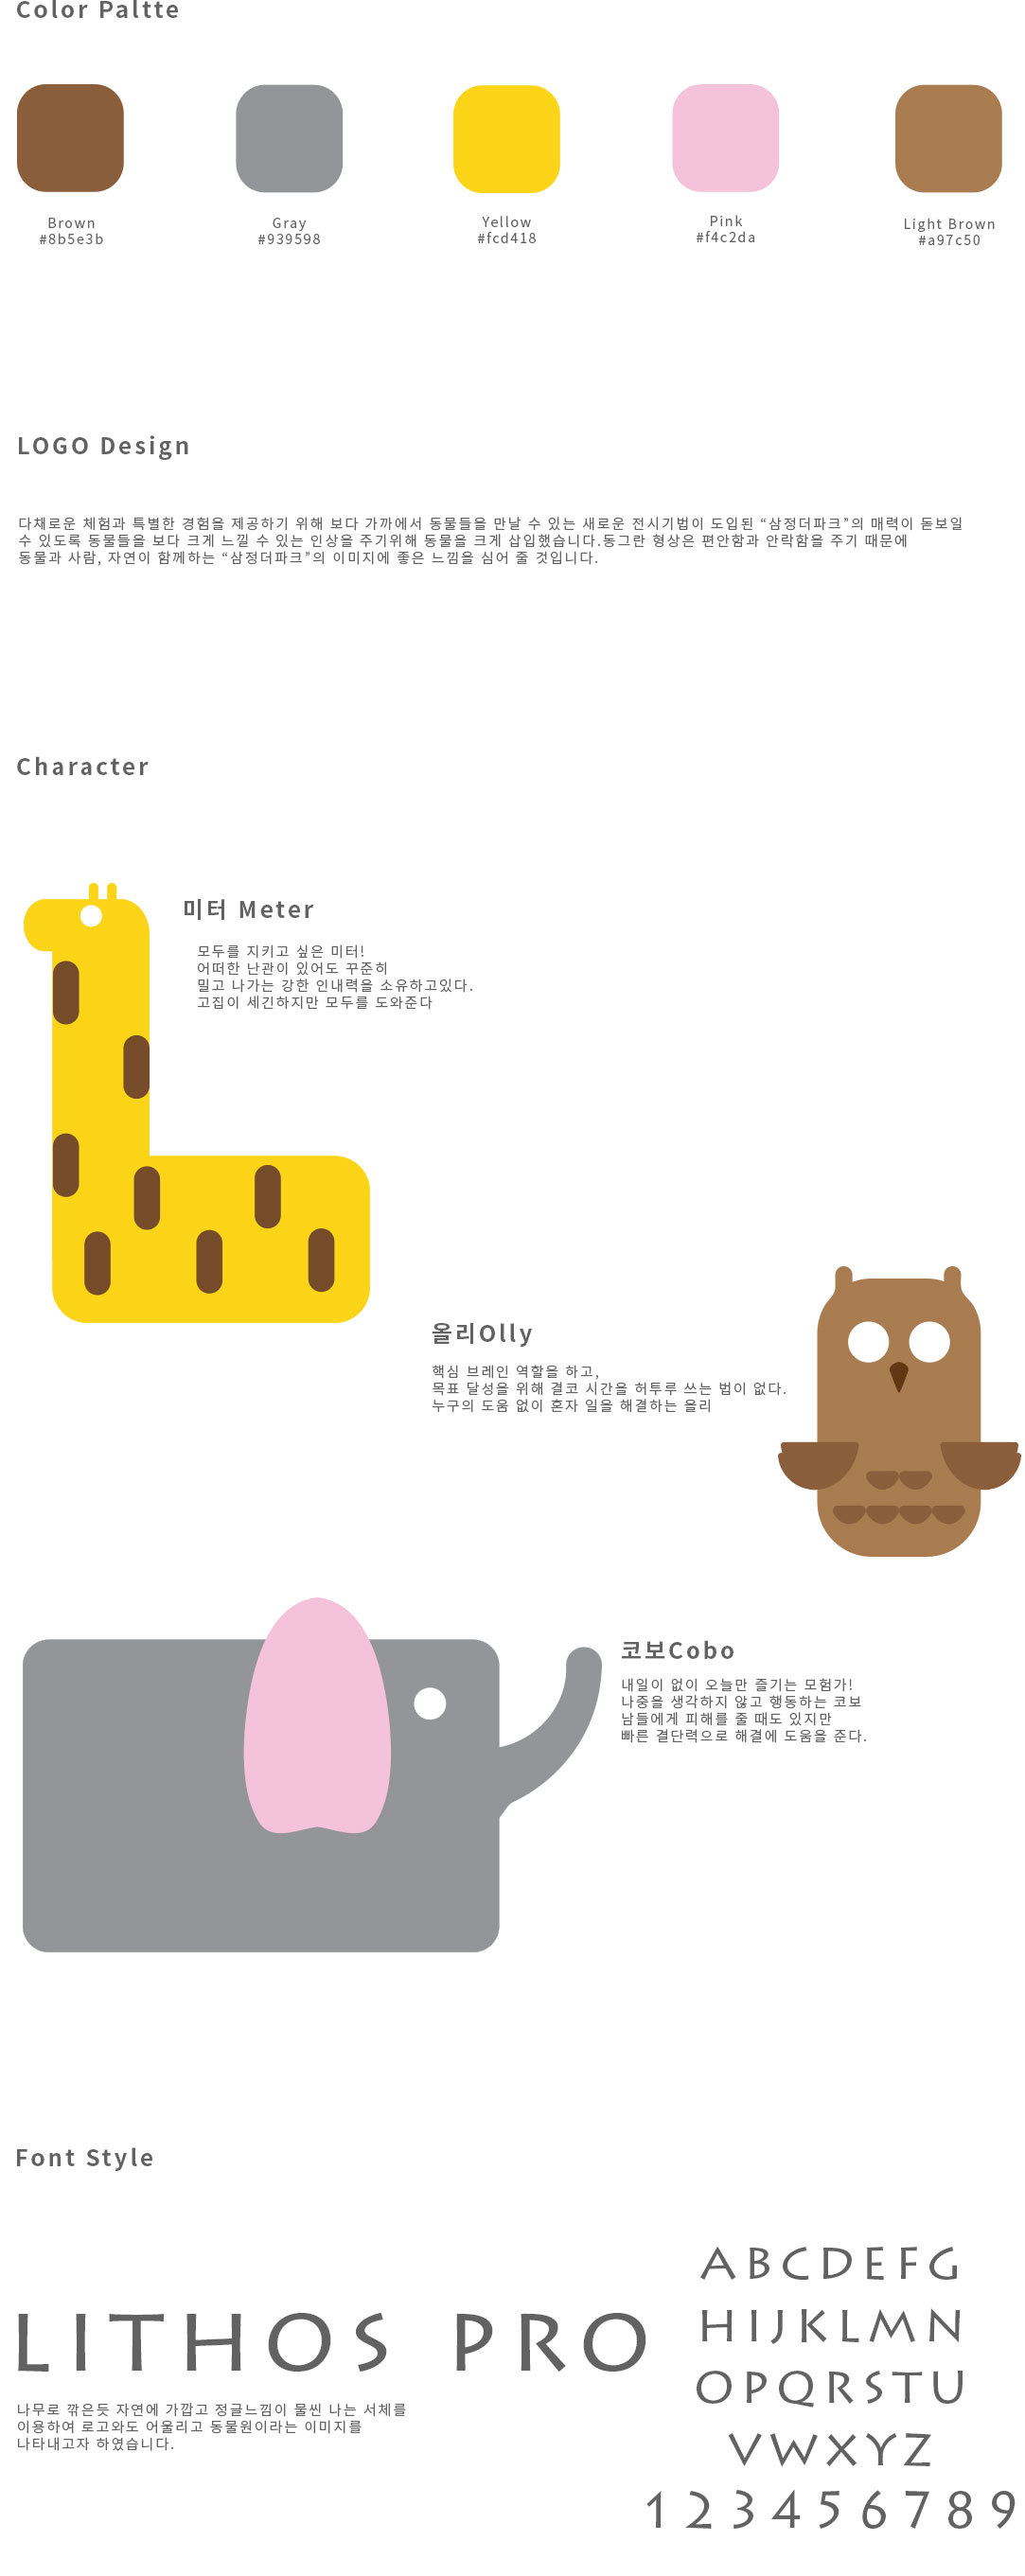 Color Paltte
Brown
#8b5e3b
Gray
#939598
Yellow
#fcd418
Pink
#f4c2da
Light Brown
#a97c50
LOGO Design
다채로운 체험과 특별한 경험을 제공하기 위해 보다 가까에서 동물들을 만날 수 있는 새로운 전시기법이 도입된 “삼정더파크”의 매력이 돋보일
수 있도록 동물들을 보다 크게 느낄 수 있는 인상을 주기위해 동물을 크게 삽입했습니다.동그란 형상은 편안함과 안락함을 주기 때문에
동물과 사람, 자연이 함께하는 “삼정더파크”의 이미지에 좋은 느낌을 심어 줄 것입니다.
Character
미터 Meter
모두를 지키고 싶은 미터!
어떠한 난관이 있어도 꾸준히
밀고 나가는 강한 인내력을 소유하고있다.
고집이 세긴하지만 모두를 도와준다
올리Olly
핵심 브레인 역할을 하고,
목표 달성을 위해 결코 시간을 허투루 쓰는 법이 없다.
누구의 도움 없이 혼자 일을 해결하는 올리
코보Cobo
내일이 없이 오늘만 즐기는 모험가!
나중을 생각하지 않고 행동하는 코보
남들에게 피해를 줄 때도 있지만
빠른 결단력으로 해결에 도움을 준다.
Font Style
LITHOS PRO
나무로 깎은듯 자연에 가깝고 정글느낌이 물씬 나는 서체를
이용하여 로고와도 어울리고 동물원이라는 이미지를
나타내고자 하였습니다.
ABCDEFG
HIJKLMN
OPQRSTU
VWXYZ
123456789